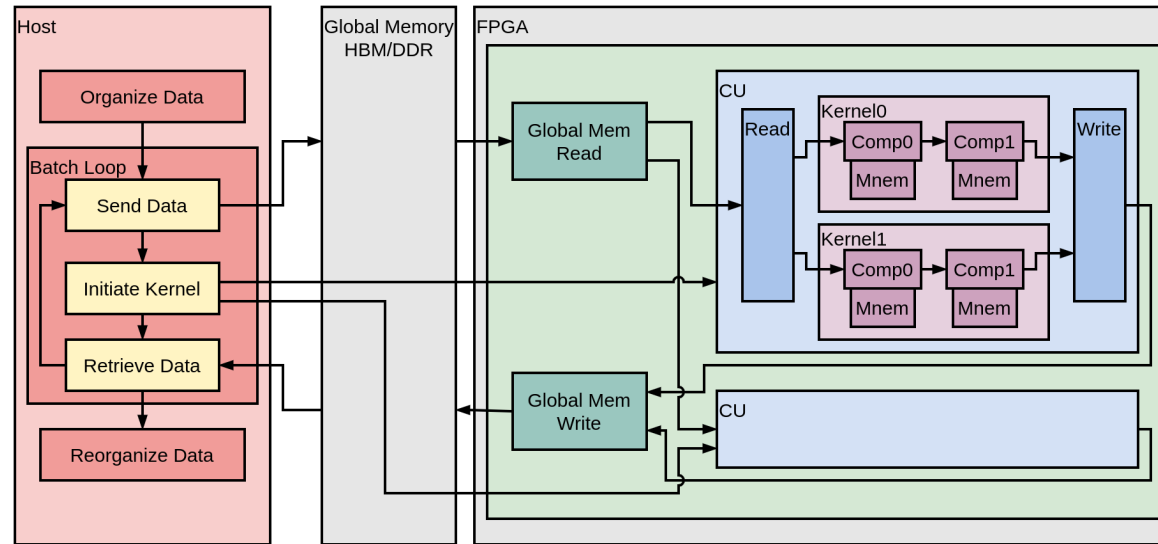 Host
Organize Data
Batch Loop
Send Data
Initiate Kernel
Retrieve Data
Reorganize Data
Global Memory
HBM/DDR
FPGA
Global Mem
Read
Global Mem
Write
CU
Read
Kernel0
Comp0
Comp1
Mnem
Mnem
Kernel1
Comp0
Comp1
Mnem
Mnem
Write
CU